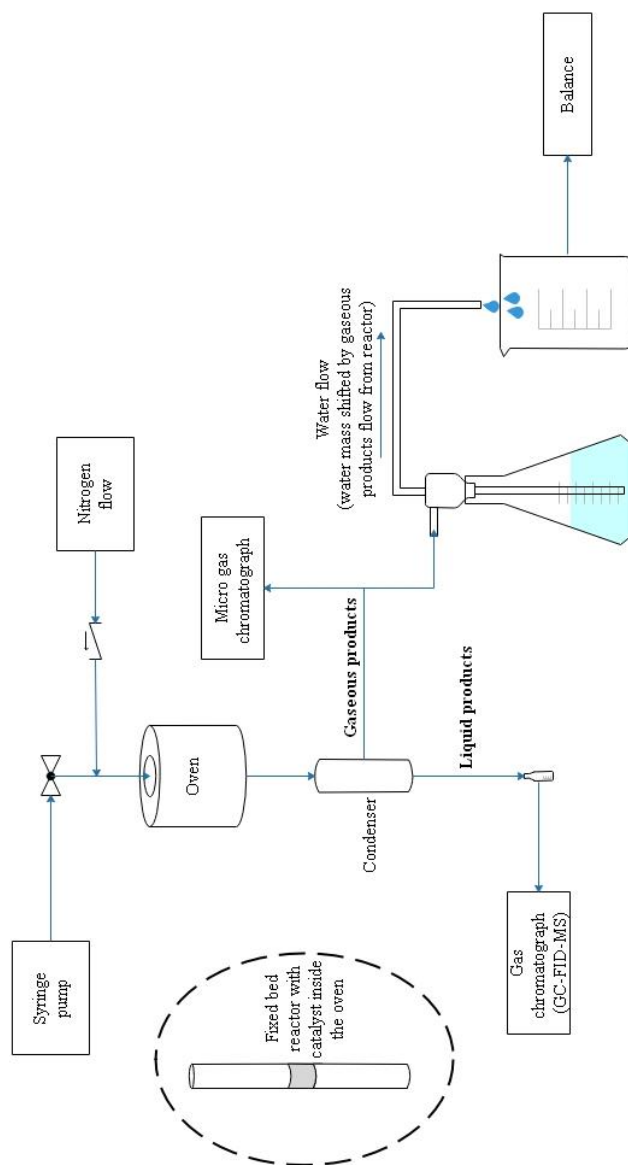 Syringe
pump
Nitrogen
flow
Oven
Fixed bed
reactor with
catalyst inside
the oven
Condenser
Gaseous products
Liquid products
Micro gas
chromatograph
Gas
chromatograph
(GC-FID-MS)
Water flow
(water mass shifted by gaseous
products flow from reactor)
Balance